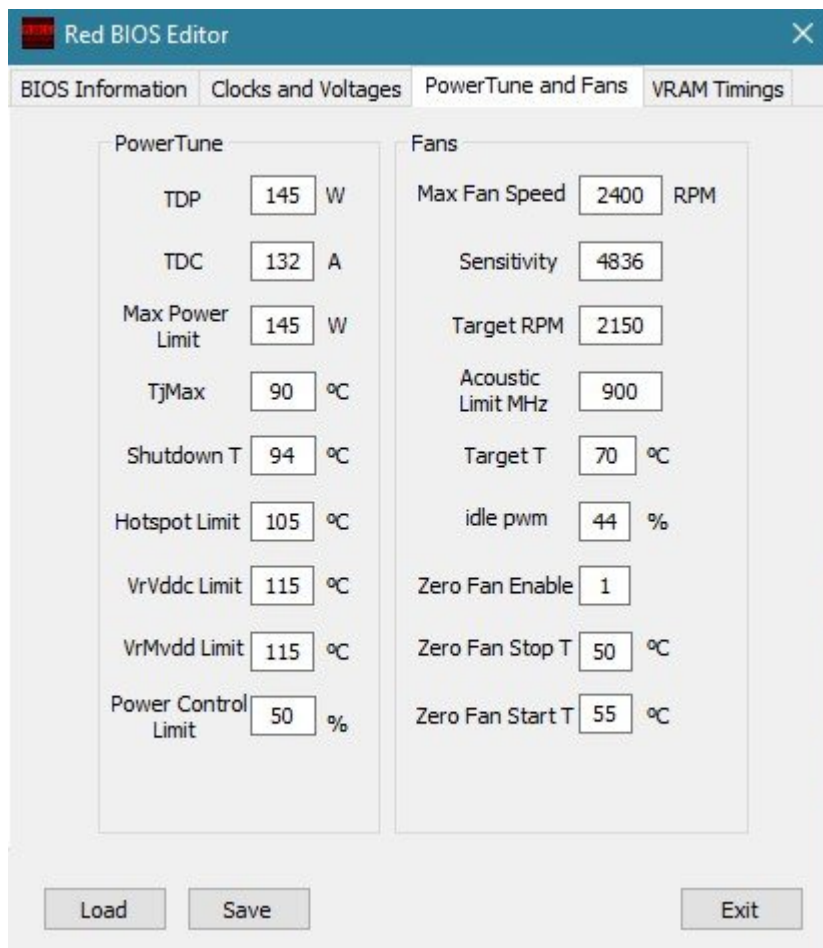 Red BIOS Editor
BIOS Information Clocks and Voltages PowerTune and Fans VRAM Timings
PowerTune
TDP 145 W
TDC 132 A
Max Power
Limit 145 W
TjMax 90 ºC
Shutdown T 94 ºC
Hotspot Limit 105 ºC
VrVddc Limit 115 ºC
VrMvdd Limit 115 ºC
Power Control
Limit 50 %
Fans
Max Fan Speed 2400 RPM
Sensitivity 4836
Target RPM 2150
Acoustic
Limit MHz 900
Target T 70 ºC
idle pwm 44 %
Zero Fan Enable 1
Zero Fan Stop T 50 ºC
Zero Fan Start T 55 ºC
Load Save Exit